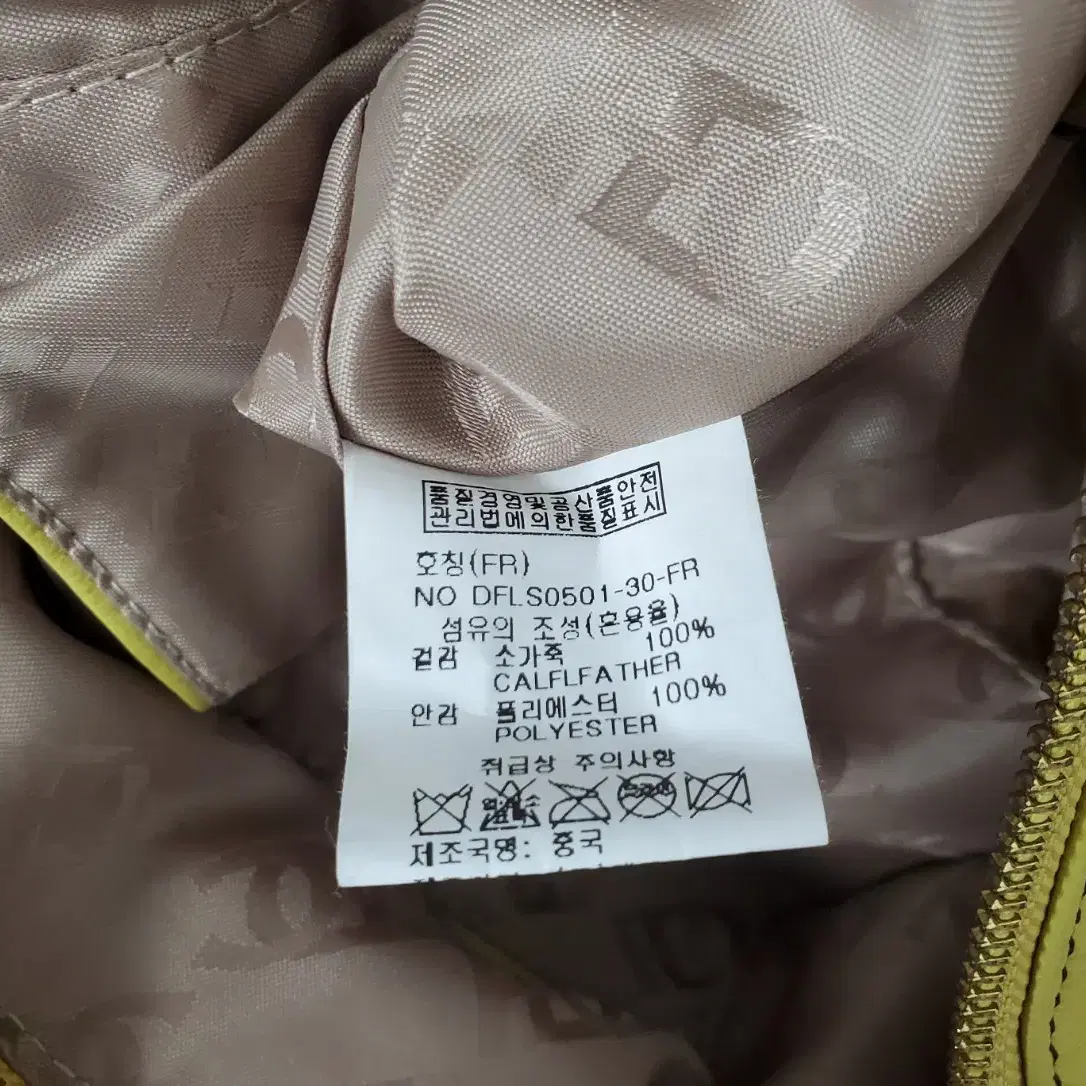 품질경영및공산품안전
관리법에의한품질표시
호칭(FR)
NO DFLS0501-30-FR
섬유의 조성(혼용율)
겉감 소가죽 100%
CALFLFATHER
안감 폴리에스터 100%
POLYESTER
취급상 주의사항
제조국명: 중국